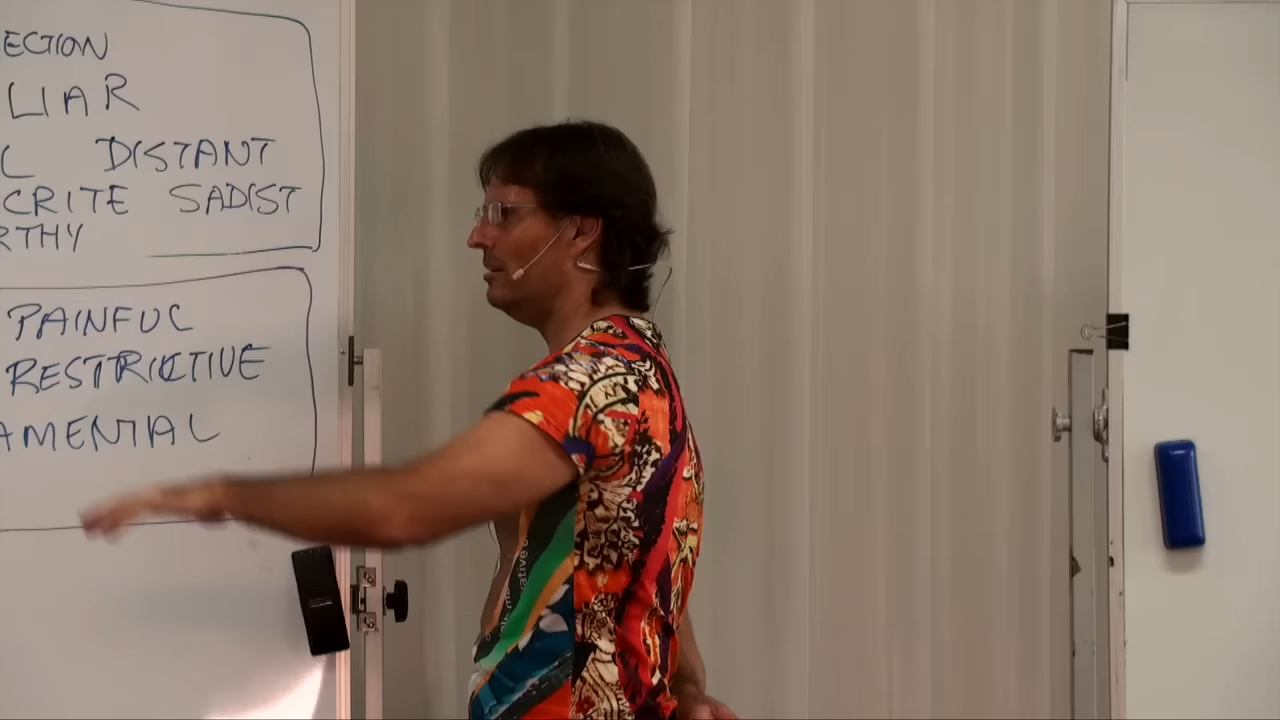 ECTION
LIAR
L DISTANT
CRITE SADIST
RTHY
PAINFUL
RESTRICTIVE
AMENTAL